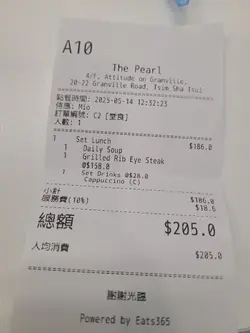 A10
The Pearl
A/F, Attitude on Granville,
20-22 Granville Road, Tsim Sha Tsui
點餐時間: 2025-05-14 12:32:23
侍應: Mio
訂單編號: C2 [堂食]
人數: 1
1 Set Lunch $186.0
1 Daily Soup
1 Grilled Rib Eye Steak
@$158.0
1 Set Drinks @$28.0
Cappuccino (C)
小計 $186.0
服務費(10%) $18.6
總額 $205.0
人均消費 $205.0
謝謝光臨
Powered by Eats365